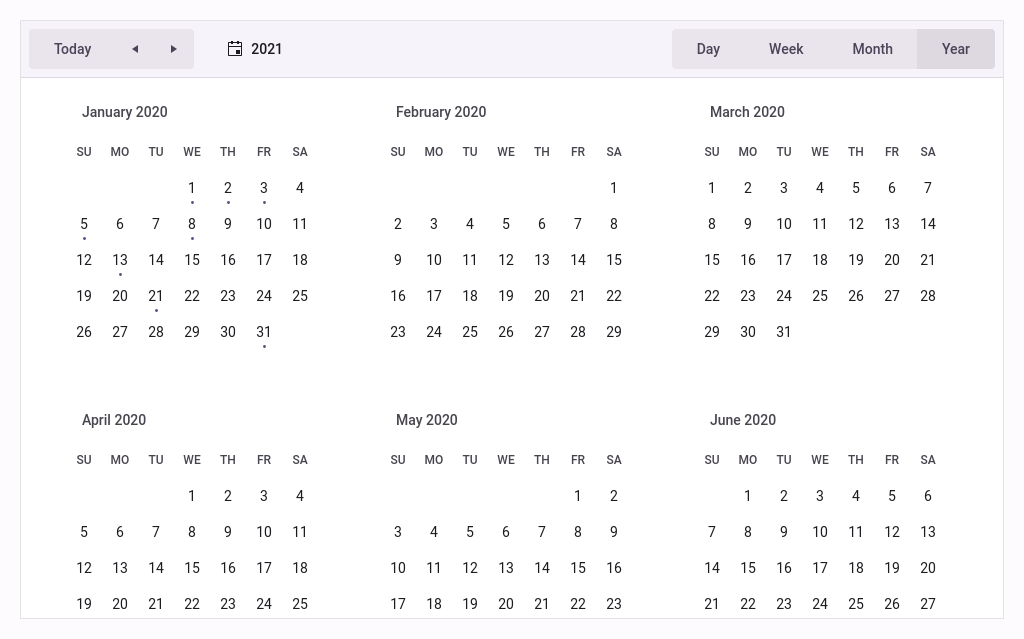 Today 2021 Day Week Month Year
January 2020 February 2020 March 2020
SU MO TU WE TH FR SA SU MO TU WE TH FR SA SU MO TU WE TH FR SA
1 2 3 4 1 1 2 3 4 5 6 7
5 6 7 8 9 10 11 2 3 4 5 6 7 8 8 9 10 11 12 13 14
12 13 14 15 16 17 18 9 10 11 12 13 14 15 15 16 17 18 19 20 21
19 20 21 22 23 24 25 16 17 18 19 20 21 22 22 23 24 25 26 27 28
26 27 28 29 30 31 23 24 25 26 27 28 29 29 30 31
April 2020 May 2020 June 2020
SU MO TU WE TH FR SA SU MO TU WE TH FR SA SU MO TU WE TH FR SA
1 2 3 4 1 2 1 2 3 4 5 6
5 6 7 8 9 10 11 3 4 5 6 7 8 9 7 8 9 10 11 12 13
12 13 14 15 16 17 18 10 11 12 13 14 15 16 14 15 16 17 18 19 20
19 20 21 22 23 24 25 17 18 19 20 21 22 23 21 22 23 24 25 26 27